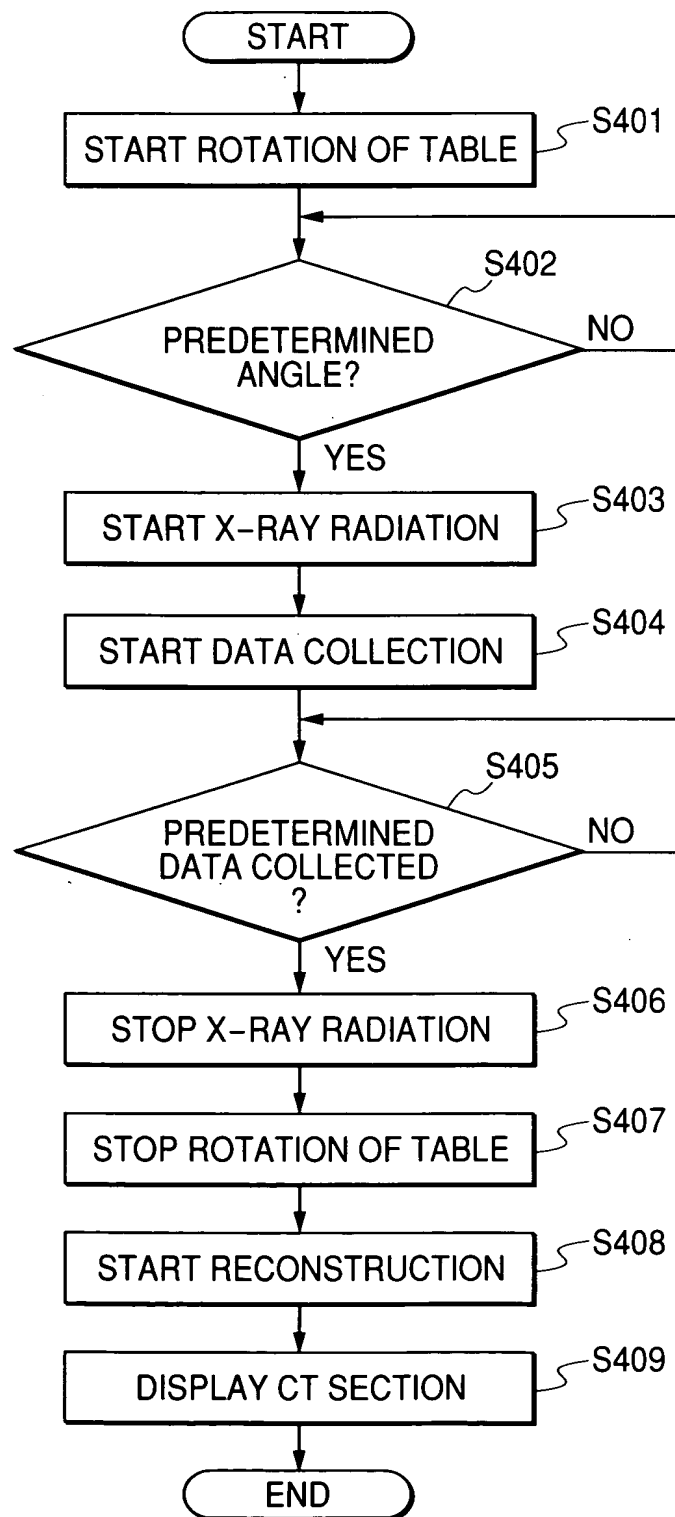 START
START ROTATION OF TABLE
S401
S402
PREDETERMINED
ANGLE?
NO
YES
START X-RAY RADIATION
S403
START DATA COLLECTION
S404
S405
PREDETERMINED
DATA COLLECTED
?
NO
YES
STOP X-RAY RADIATION
S406
STOP ROTATION OF TABLE
S407
START RECONSTRUCTION
S408
DISPLAY CT SECTION
S409
END